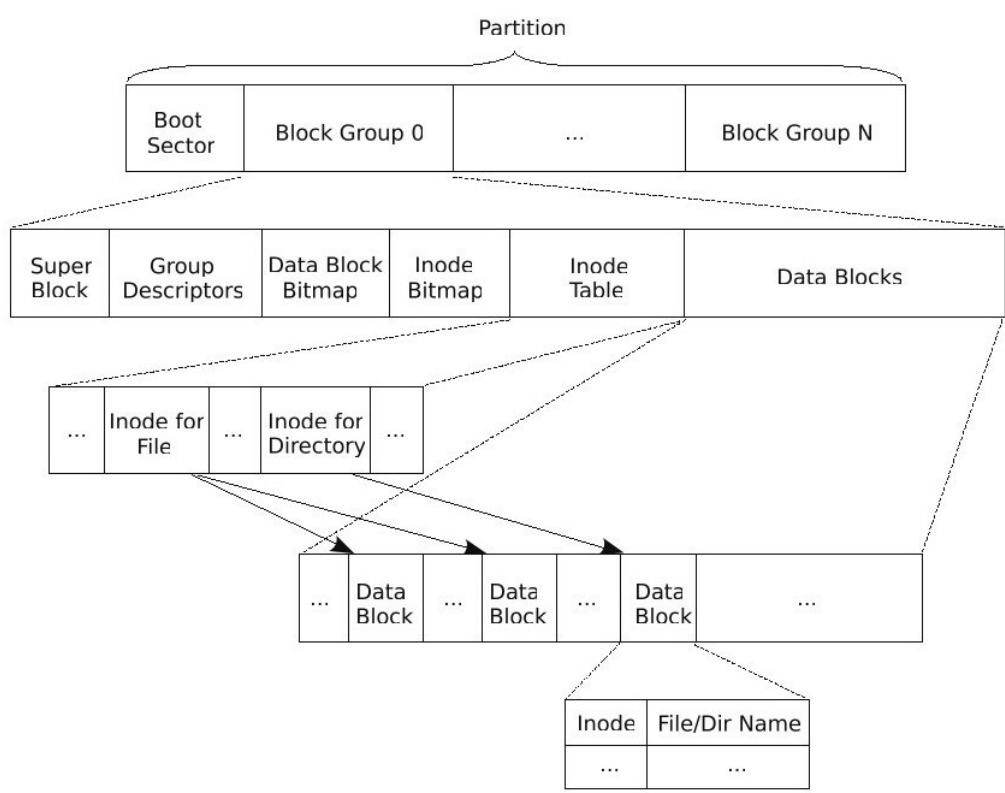 Partition
Boot
Sector
Block Group 0
...
Block Group N
Super
Block
Group
Descriptors
Data Block
Bitmap
Inode
Bitmap
Inode
Table
Data Blocks
...
Inode for
File
...
Inode for
Directory
...
...
Data
Block
...
Data
Block
...
Data
Block
...
Inode
File/Dir Name
...
...